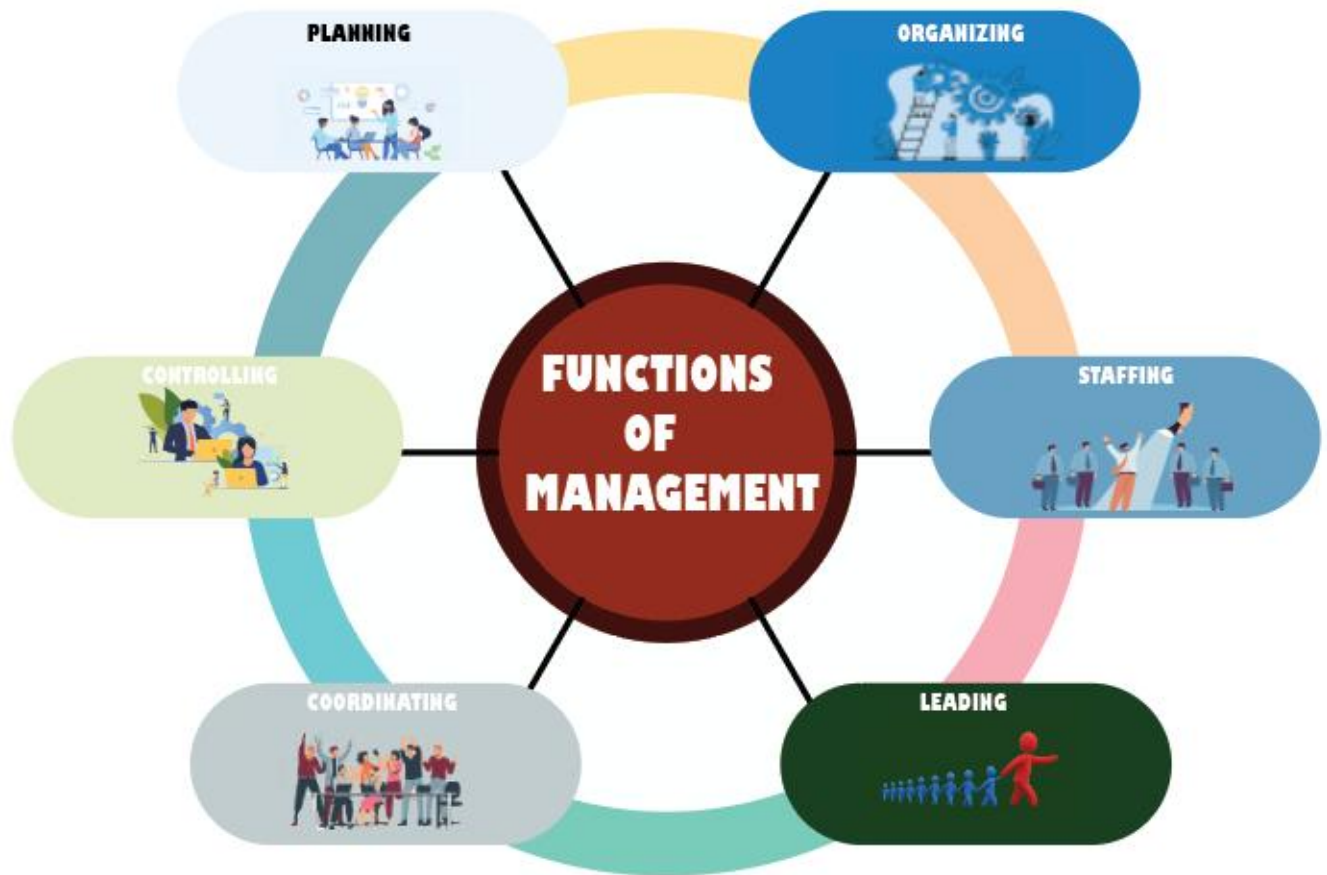 PLANNING
ORGANIZING
CONTROLLING
FUNCTIONS
OF
MANAGEMENT
STAFFING
COORDINATING
LEADING